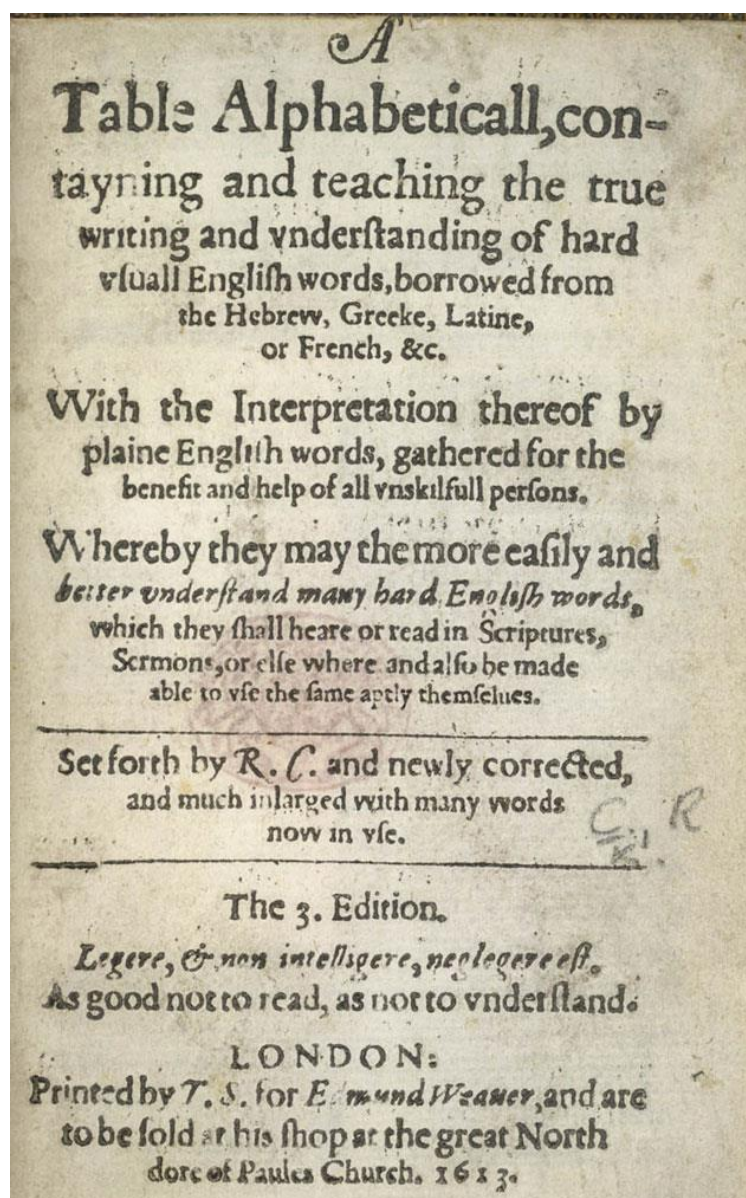 A
Table Alphabeticall, con-
tayning and teaching the true
writing and vnderſtanding of hard
vſuall Engliſh words, borrowed from
the Hebrew, Greeke, Latine,
or French, &c.
With the Interpretation thereof by
plaine Engliſh words, gathered for the
benefit and help of all vnskilfull perſons.
Whereby they may the more eaſily and
better vnderſtand many hard Engliſh words,
which they ſhall heare or read in Scriptures,
Sermons, or elſe where and alſo be made
able to vſe the ſame aptly themſelues.
Set forth by R. C. and newly corrected,
and much inlarged with many words
now in vſe.
C. R
The 3. Edition.
Legere, & non intelligere, neglegere eſt.
As good not to read, as not to vnderſtand.
LONDON:
Printed by T. S. for Edmund Weauer, and are
to be ſold at his ſhop at the great North
dore of Paules Church. 1613.